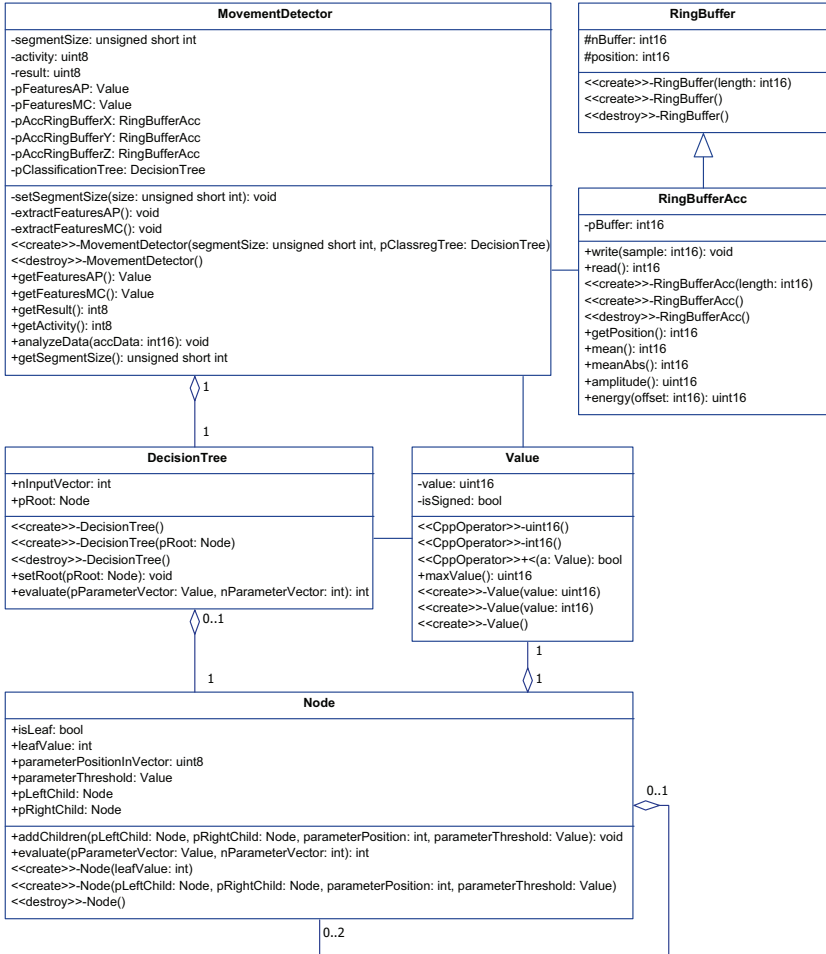 MovementDetector
-segmentSize: unsigned short int
-activity: uint8
-result: uint8
-pFeaturesAP: Value
-pFeaturesMC: Value
-pAccRingBufferX: RingBufferAcc
-pAccRingBufferY: RingBufferAcc
-pAccRingBufferZ: RingBufferAcc
-pClassificationTree: DecisionTree
-setSegmentSize(size: unsigned short int): void
-extractFeaturesAP(): void
-extractFeaturesMC(): void
<<create>>-MovementDetector(segmentSize: unsigned short int, pClassregTree: DecisionTree)
<<destroy>>-MovementDetector()
+getFeaturesAP(): Value
+getFeaturesMC(): Value
+getResult(): int8
+getActivity(): int8
+analyzeData(accData: int16): void
+getSegmentSize(): unsigned short int
RingBuffer
#nBuffer: int16
#position: int16
<<create>>-RingBuffer(length: int16)
<<create>>-RingBuffer()
<<destroy>>-RingBuffer()
RingBufferAcc
-pBuffer: int16
+write(sample: int16): void
+read(): int16
<<create>>-RingBufferAcc(length: int16)
<<create>>-RingBufferAcc()
<<destroy>>-RingBufferAcc()
+getPosition(): int16
+mean(): int16
+meanAbs(): int16
+amplitude(): uint16
+energy(offset: int16): uint16
1
1
DecisionTree
+nInputVector: int
+pRoot: Node
<<create>>-DecisionTree()
<<create>>-DecisionTree(pRoot: Node)
<<destroy>>-DecisionTree()
+setRoot(pRoot: Node): void
+evaluate(pParameterVector: Value, nParameterVector: int): int
Value
-value: uint16
-isSigned: bool
<<CppOperator>>-uint16()
<<CppOperator>>-int16()
<<CppOperator>>+<(a: Value): bool
+maxValue(): uint16
<<create>>-Value(value: uint16)
<<create>>-Value(value: int16)
<<create>>-Value()
0..1
1
1
1
Node
+isLeaf: bool
+leafValue: int
+parameterPositionInVector: uint8
+parameterThreshold: Value
+pLeftChild: Node
+pRightChild: Node
+addChildren(pLeftChild: Node, pRightChild: Node, parameterPosition: int, parameterThreshold: Value): void
+evaluate(pParameterVector: Value, nParameterVector: int): int
<<create>>-Node(leafValue: int)
<<create>>-Node(pLeftChild: Node, pRightChild: Node, parameterPosition: int, parameterThreshold: Value)
<<destroy>>-Node()
0..1
0..2